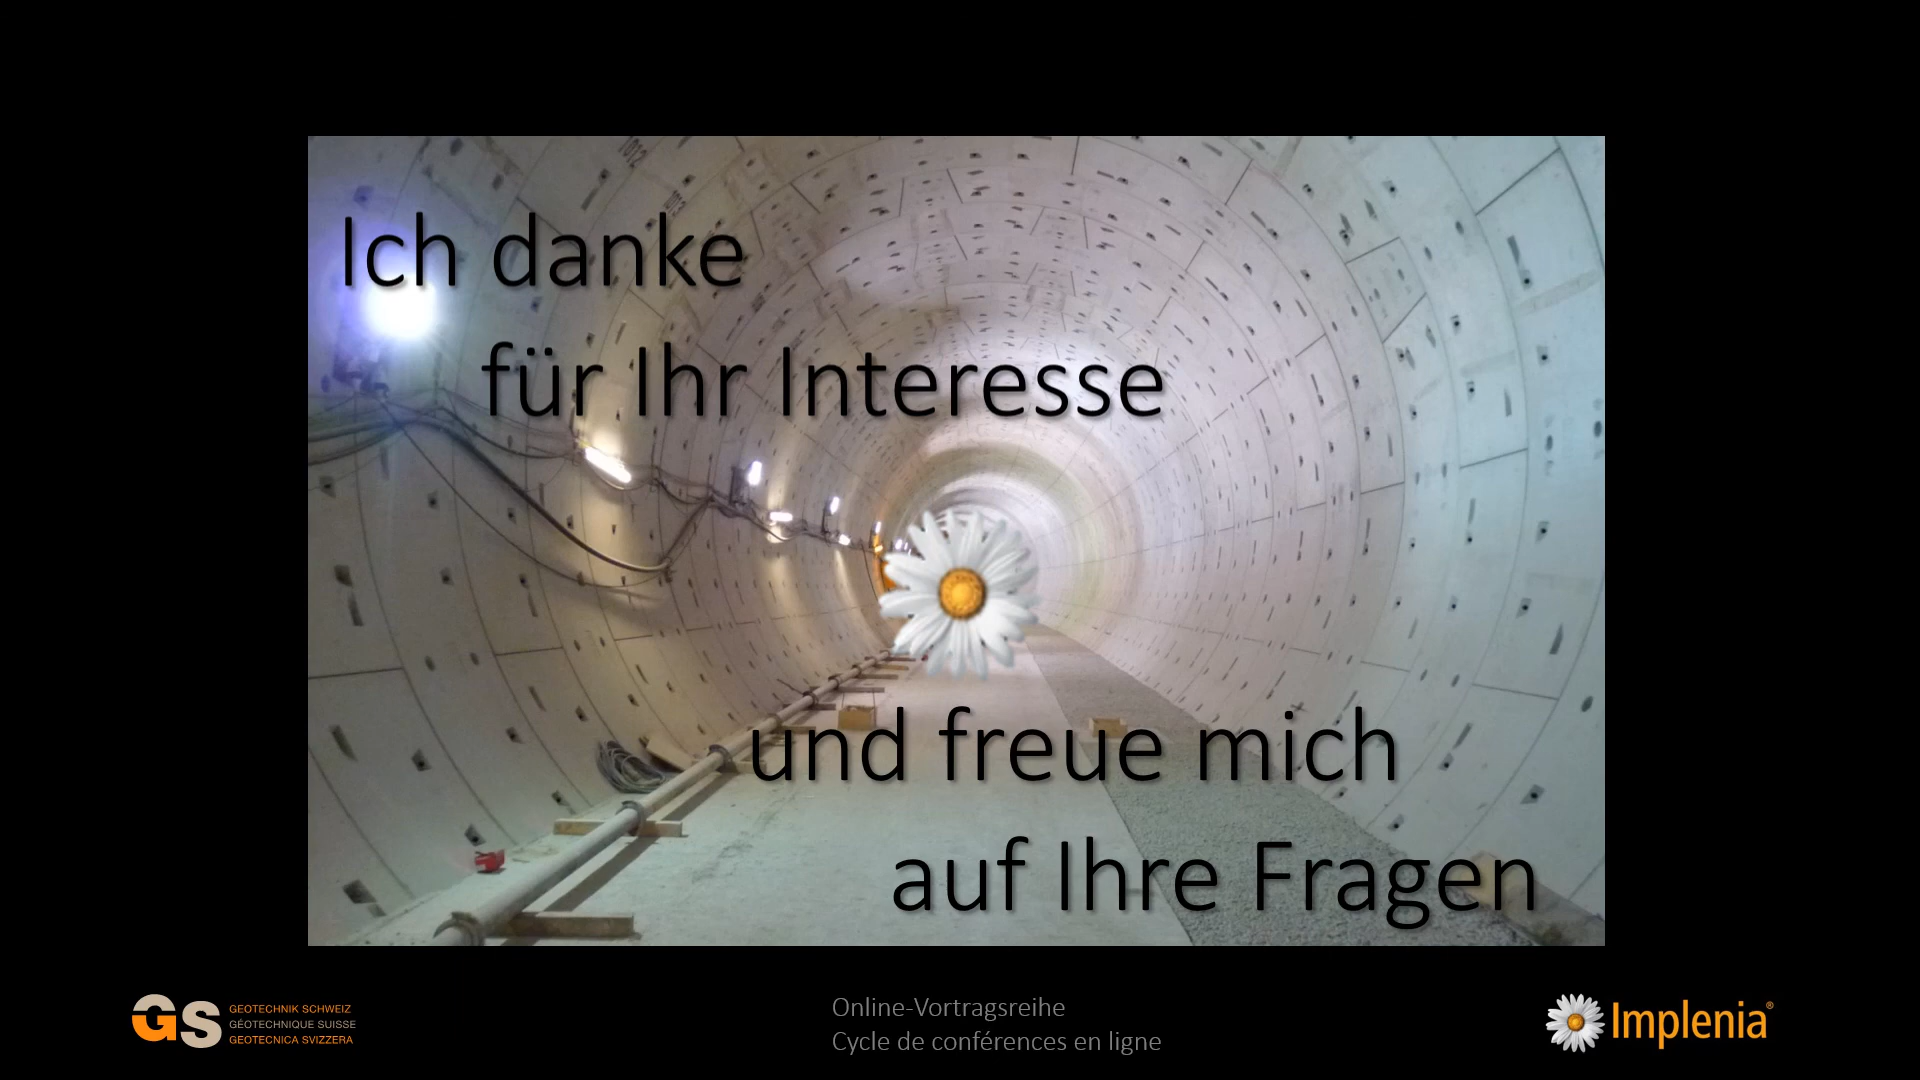 Ich danke
für Ihr Interesse
und freue mich
auf Ihre Fragen
GS
GEOTECHNIK SCHWEIZ
GÉOTECHNIQUE SUISSE
GEOTECNICA SVIZZERA
Online-Vortragsreihe
Cycle de conférences en ligne
Implenia®